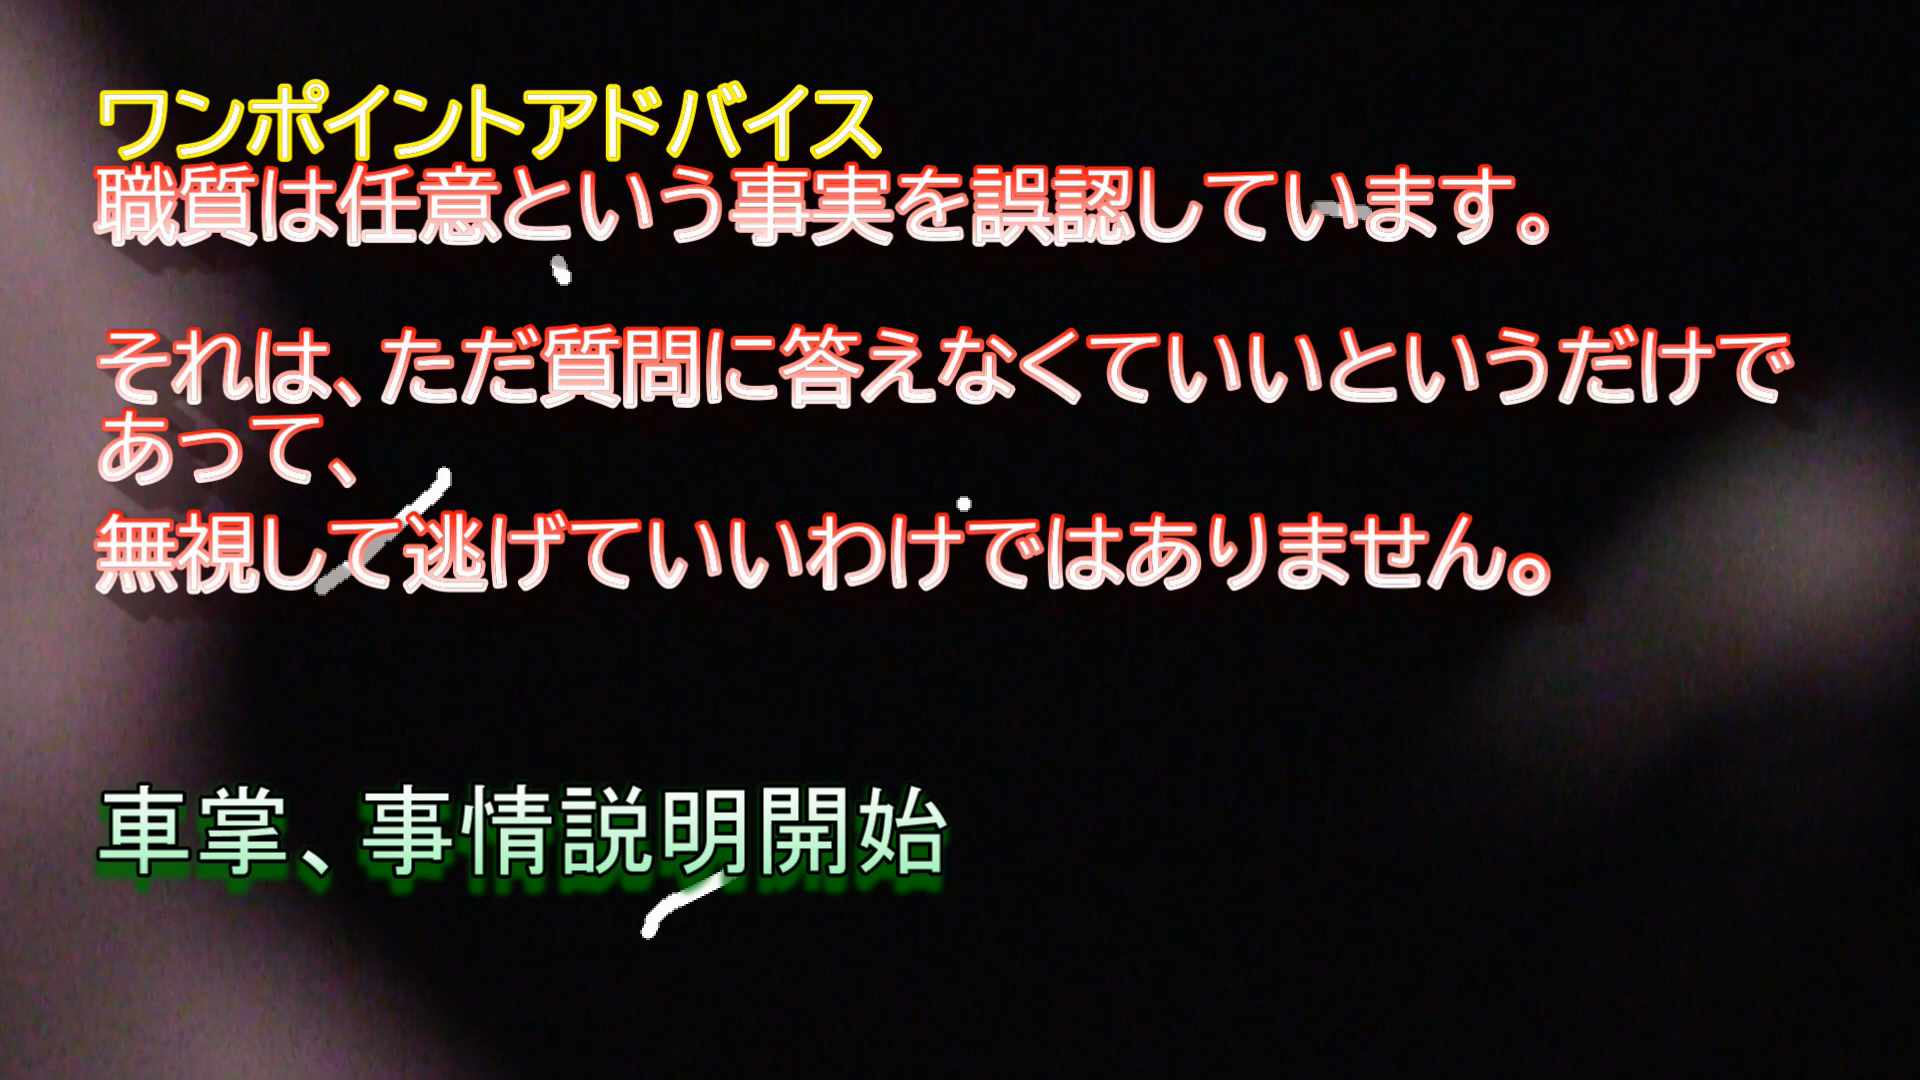 ワンポイントアドバイス
職質は任意という事実を誤認しています。
それは、ただ質問に答えなくていいというだけで
あって、
無視して逃げていいわけではありません。
車掌、事情説明開始